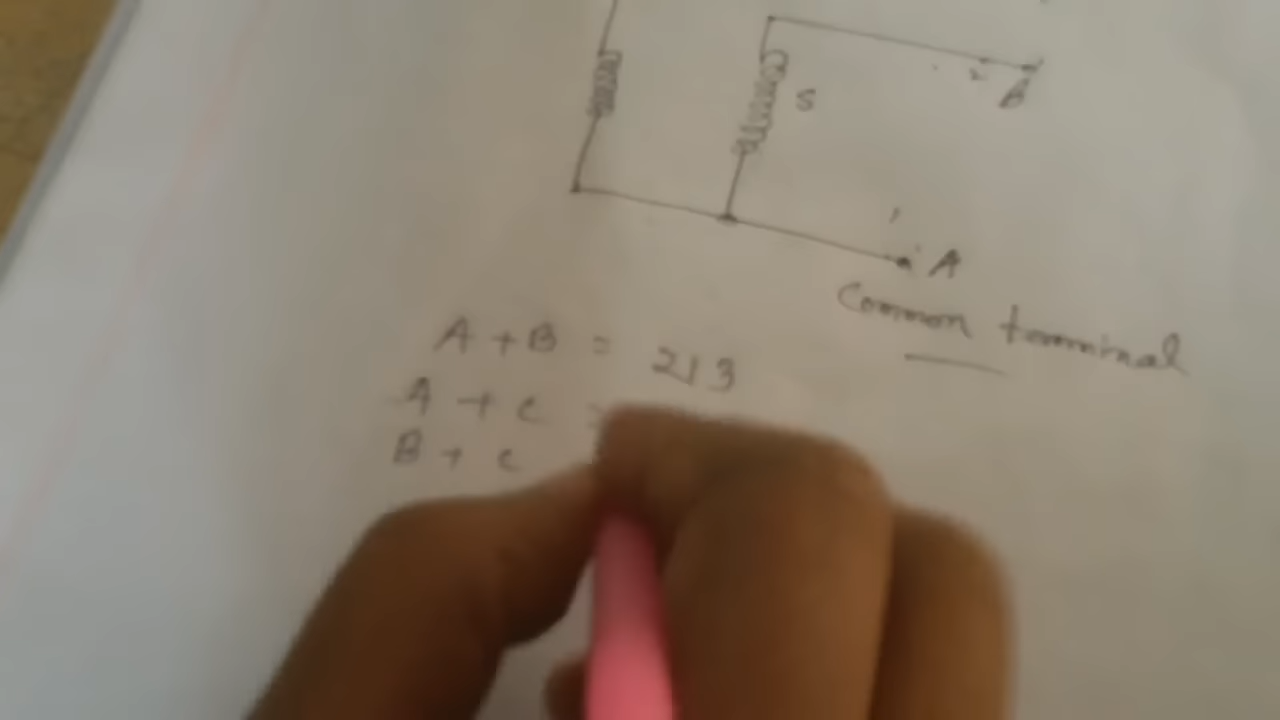 S
B
A
Common terminal
A + B = 213
A + C =
B + C